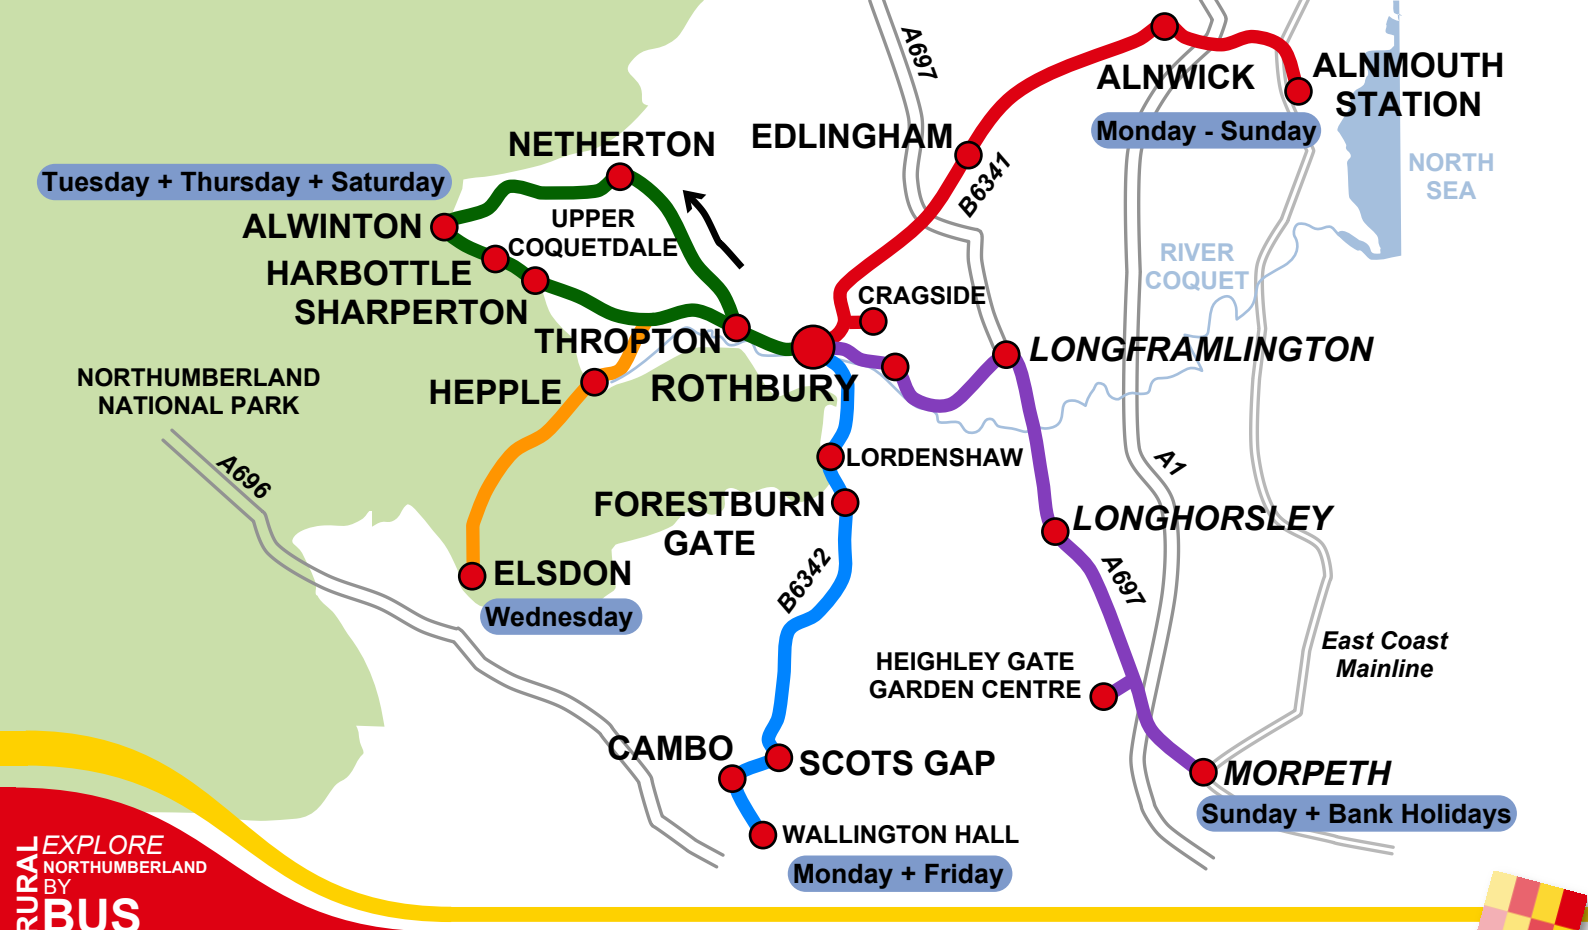 A697
ALNWICK
ALNMOUTH
STATION
Monday - Sunday
EDLINGHAM
B6341
NORTH
SEA
NETHERTON
Tuesday + Thursday + Saturday
ALWINTON
UPPER
COQUETDALE
HARBOTTLE
SHARPERTON
RIVER
COQUET
CRAGSIDE
THROPTON
ROTHBURY
LONGFRAMLINGTON
HEPPLE
NORTHUMBERLAND
NATIONAL PARK
A696
LORDENSHAW
A1
FORESTBURN
GATE
LONGHORSLEY
B6342
A697
ELSDON
Wednesday
HEIGHLEY GATE
GARDEN CENTRE
East Coast
Mainline
CAMBO
SCOTS GAP
MORPETH
Sunday + Bank Holidays
WALLINGTON HALL
Monday + Friday
RURAL
EXPLORE
NORTHUMBERLAND
BY
BUS